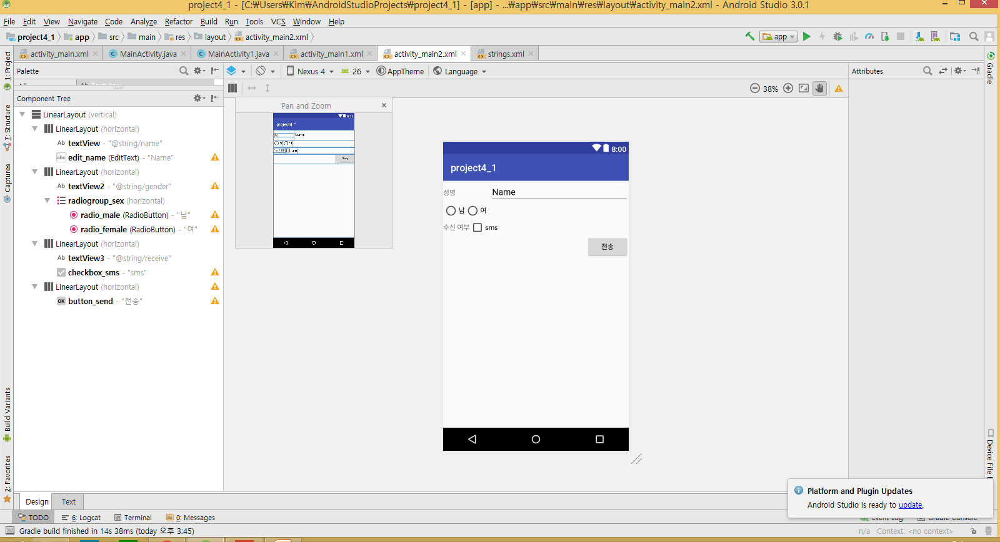 project4_1 - [C:₩Users₩Kim₩AndroidStudioProjects₩project4_1] - [app] - ...₩app₩src₩main₩res₩layout₩activity_main2.xml - Android Studio 3.0.1
File Edit View Navigate Code Analyze Refactor Build Run Tools VCS Window Help
project4_1 app src main res layout activity_main2.xml app
activity_main.xml MainActivity.java MainActivity1.java activity_main1.xml activity_main2.xml strings.xml
Palette Nexus 4 26 AppTheme Language Attributes
38%
Component Tree
Pan and Zoom
LinearLayout (vertical)
LinearLayout (horizontal)
textView - "@string/name"
edit_name (EditText) - "Name"
LinearLayout (horizontal)
textView2 - "@string/gender"
radiogroup_sex (horizontal)
radio_male (RadioButton) - "남"
radio_female (RadioButton) - "여"
LinearLayout (horizontal)
textView3 - "@string/receive"
checkbox_sms - "sms"
LinearLayout (horizontal)
OK button_send - "전송"
project4_1
Name
8:00
project4_1
성명 Name
남 여
수신 여부 sms
전송
1: Project
7: Structure
Captures
Build Variants
2: Favorites
Gradle
Device File E
Platform and Plugin Updates
Android Studio is ready to update.
Design Text
TODO 6: Logcat Terminal 0: Messages Event Log Gradle Console
Gradle build finished in 14s 38ms (today 오후 3:45) n/a Context: <no context>